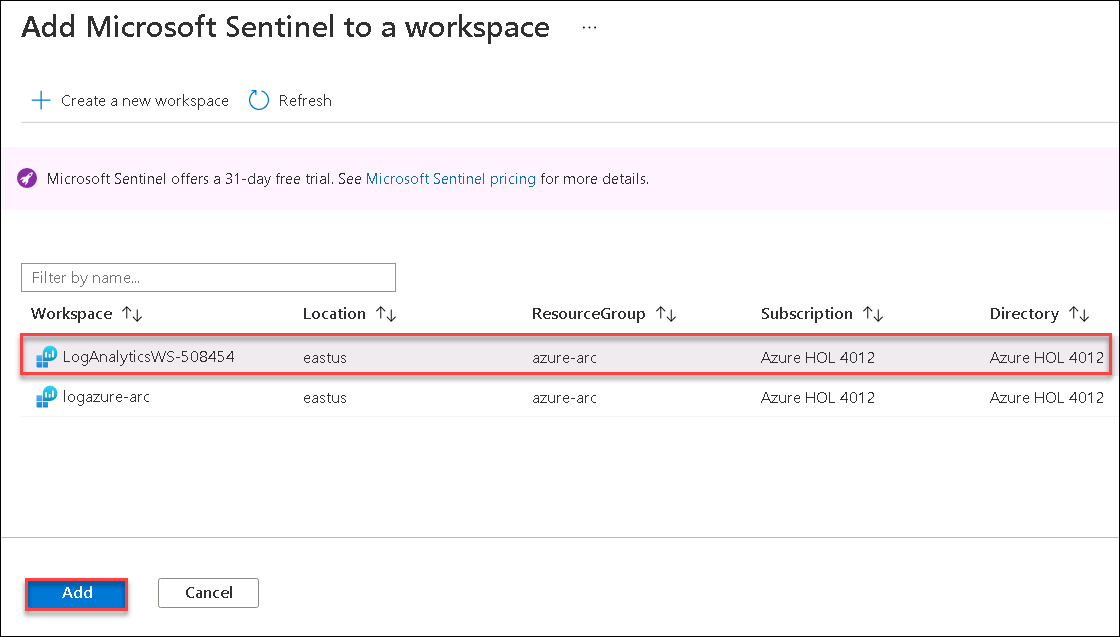 Add Microsoft Sentinel to a workspace ...
Create a new workspace Refresh
Microsoft Sentinel offers a 31-day free trial. See Microsoft Sentinel pricing for more details.
Filter by name...
Workspace ↑↓ Location ↑↓ ResourceGroup ↑↓ Subscription ↑↓ Directory ↑↓
LogAnalyticsWS-508454 eastus azure-arc Azure HOL 4012 Azure HOL 4012
logazure-arc eastus azure-arc Azure HOL 4012 Azure HOL 4012
Add Cancel